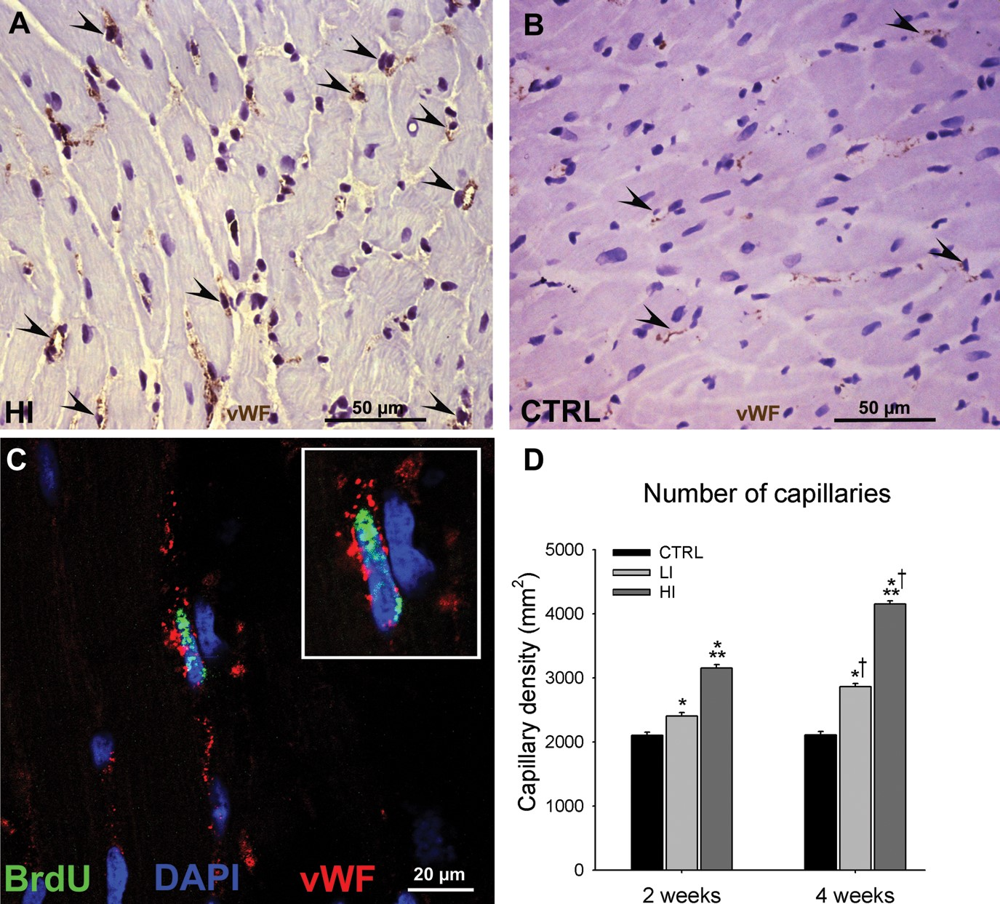 A
HI
vWF
50 µm
B
CTRL
vWF
50 µm
C
BrdU
DAPI
vWF
20 µm
D
Number of capillaries
Capillary density (mm2)
5000
4000
3000
2000
1000
0
CTRL
LI
HI
*
*
**
*†
*†
**
2 weeks
4 weeks